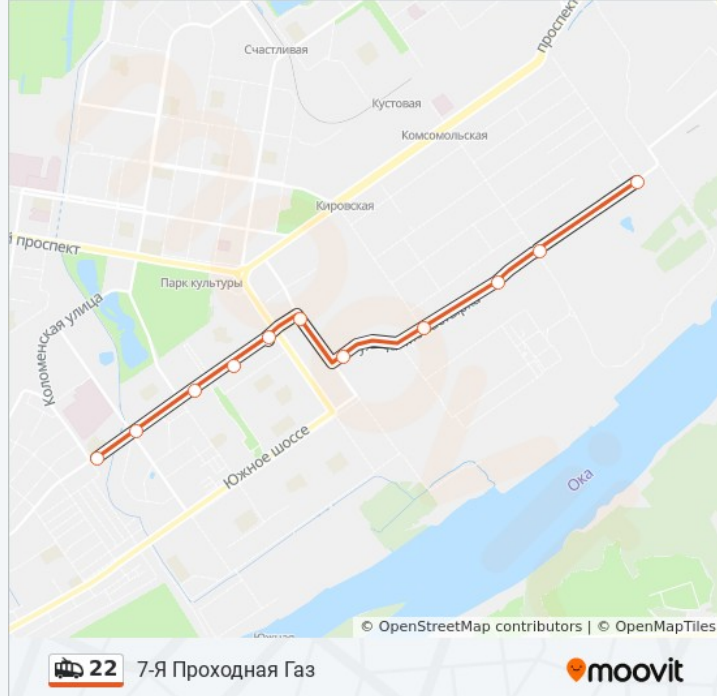 проспект
Счастливая
Кустовая
Комсомольская
Кировская
й проспект
Парк культуры
Коломенская улица
Южное шоссе
Ока
© OpenStreetMap contributors | © OpenMapTiles
Южная
22 7-Я Проходная Газ
moovit